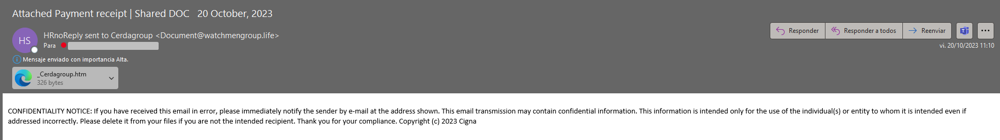 Attached Payment receipt | Shared DOC   20 October, 2023
HS
HRnoReply sent to Cerdagroup <Document@watchmengroup.life>
Para
Responder
Responder a todos
Reenviar
vi. 20/10/2023 11:10
Mensaje enviado con importancia Alta.
_Cerdagroup.htm
326 bytes
CONFIDENTIALITY NOTICE: If you have received this email in error, please immediately notify the sender by e-mail at the address shown. This email transmission may contain confidential information. This information is intended only for the use of the individual(s) or entity to whom it is intended even if
addressed incorrectly. Please delete it from your files if you are not the intended recipient. Thank you for your compliance. Copyright (c) 2023 Cigna